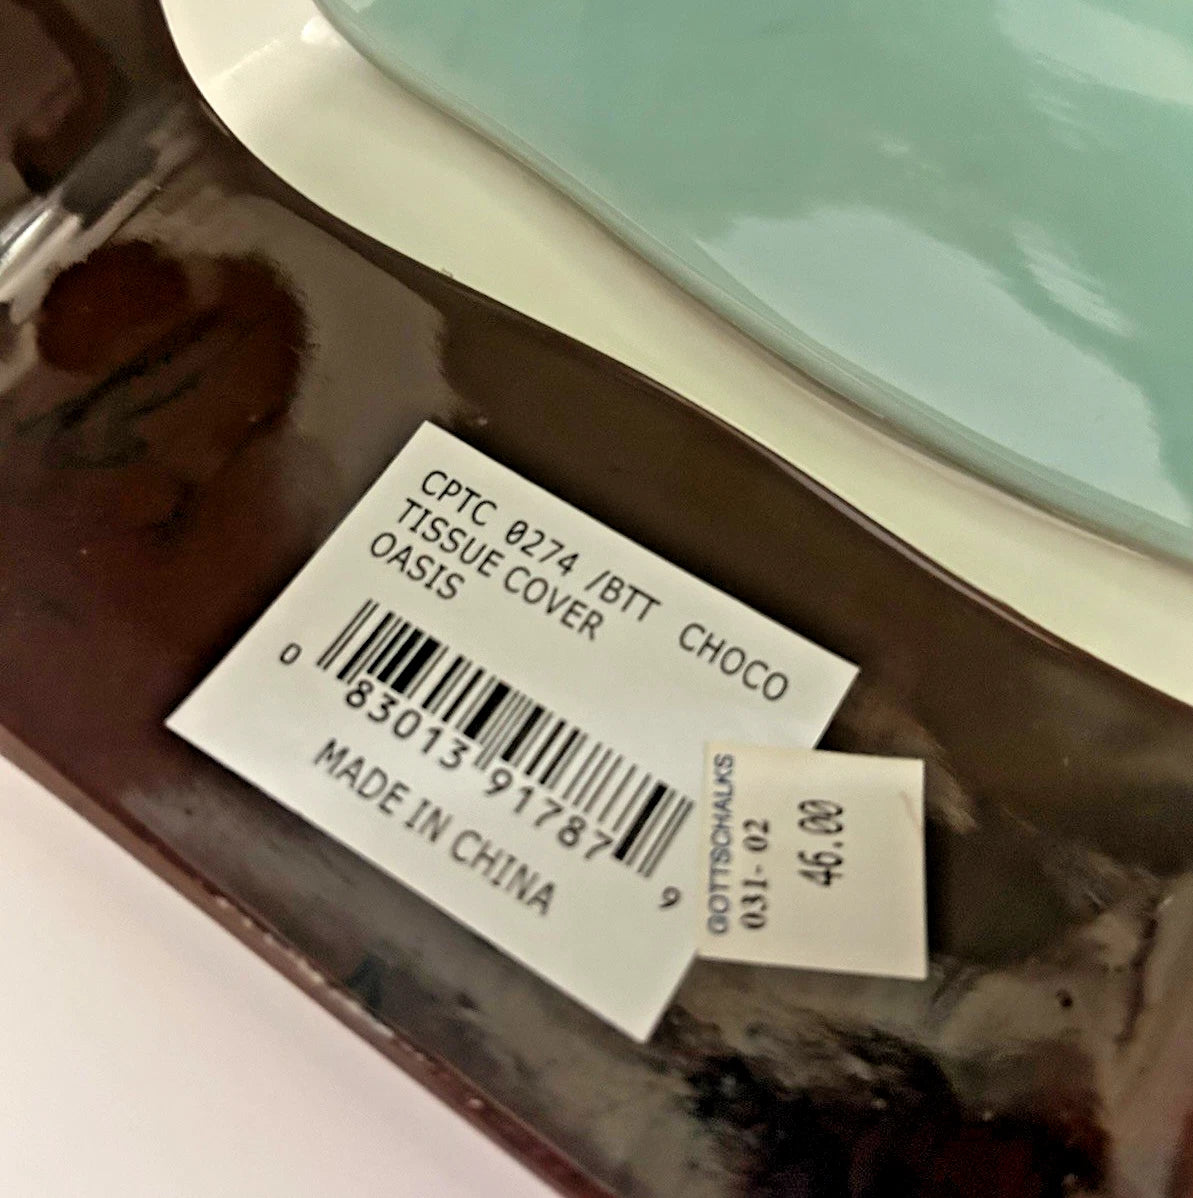 CPTC 0274 /BTT CHOCO
TISSUE COVER
OASIS
0 83013 91787 9
MADE IN CHINA
GOTTSCHALKS
031- 02
46.00